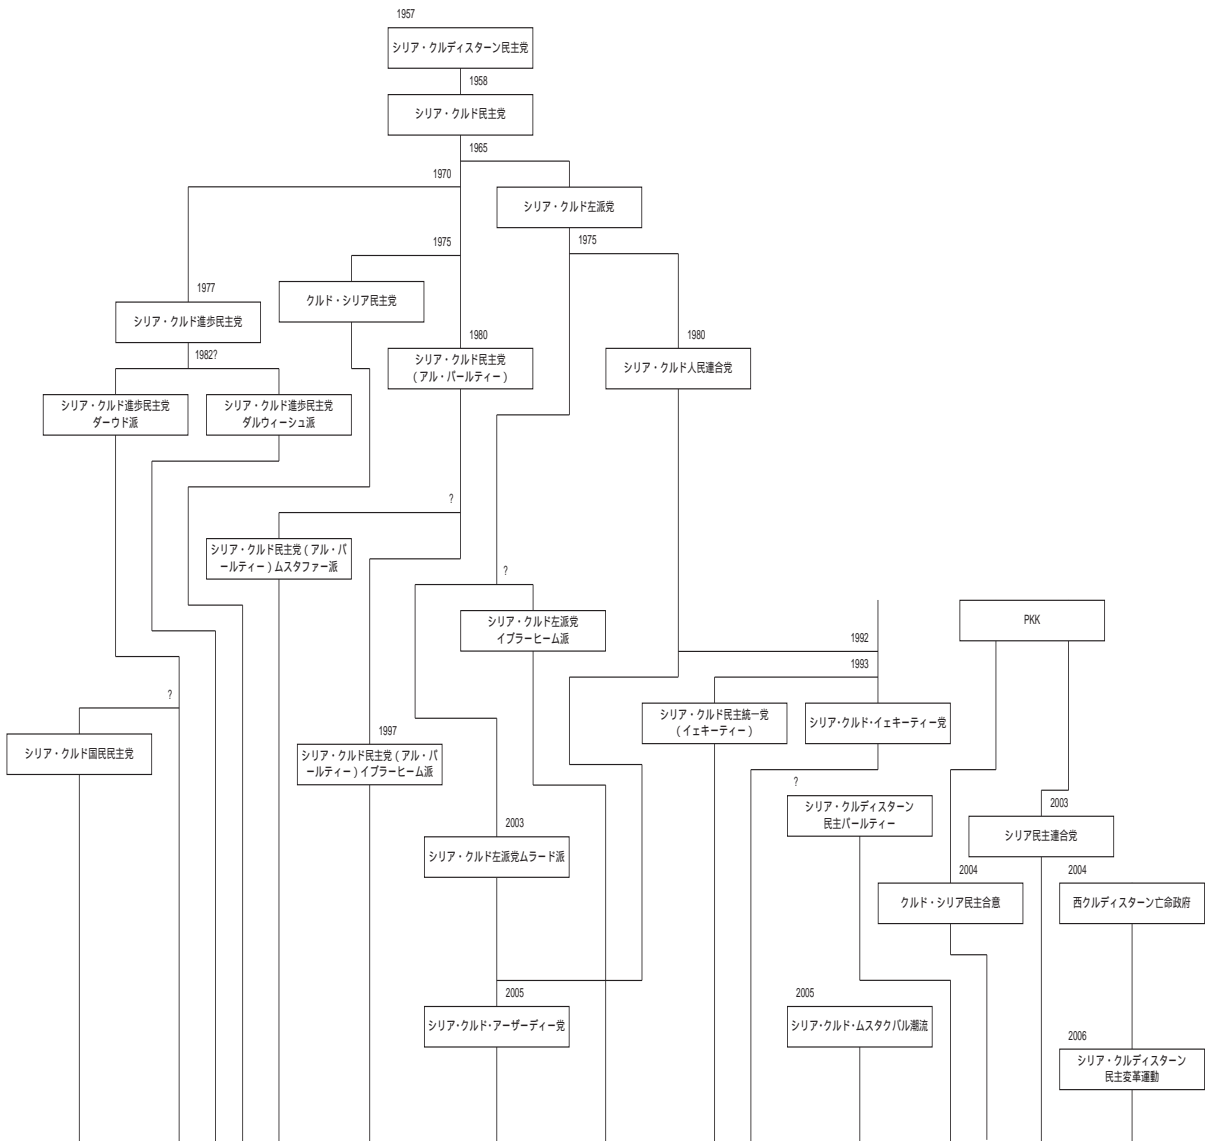 1957
シリア・クルディスターン民主党
1958
シリア・クルド民主党
1965
1970
シリア・クルド左派党
1975
1975
クルド・シリア民主党
1977
シリア・クルド進歩民主党
1980
シリア・クルド民主党
(アル・パールティー)
1980
シリア・クルド人民連合党
1982?
シリア・クルド進歩民主党
ダーウド派
シリア・クルド進歩民主党
ダルウィーシュ派
?
シリア・クルド民主党(アル・パ
ールティー)ムスタファー派
?
シリア・クルド左派党
イブラーヒーム派
PKK
1992
1993
?
シリア・クルド国民民主党
シリア・クルド民主統一党
(イェキーティー)
シリア・クルド・イェキーティー党
1997
シリア・クルド民主党(アル・パ
ールティー)イブラーヒーム派
?
シリア・クルディスターン
民主パールティー
2003
シリア民主連合党
2003
シリア・クルド左派党ムラード派
2004
クルド・シリア民主合意
2004
西クルディスターン亡命政府
2005
シリア・クルド・アーザーディー党
2005
シリア・クルド・ムスタクバル潮流
2006
シリア・クルディスターン
民主変革運動